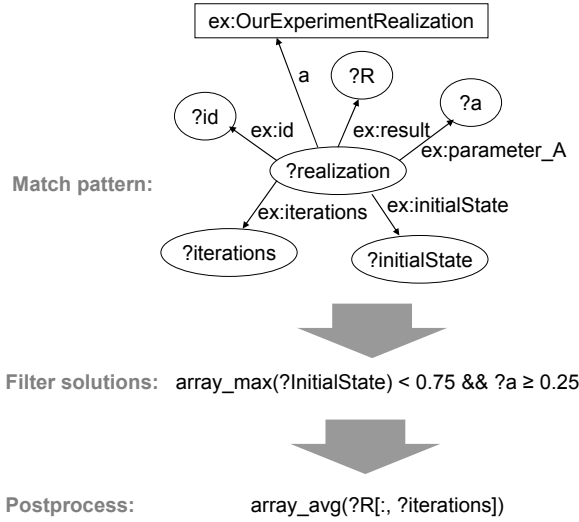 ex:OurExperimentRealization
a
?R
?id
?a
ex:id
ex:result
ex:parameter_A
?realization
Match pattern:
ex:iterations
ex:initialState
?iterations
?initialState
Filter solutions: array_max(?InitialState) < 0.75 && ?a ≥ 0.25
Postprocess: array_avg(?R[:, ?iterations])